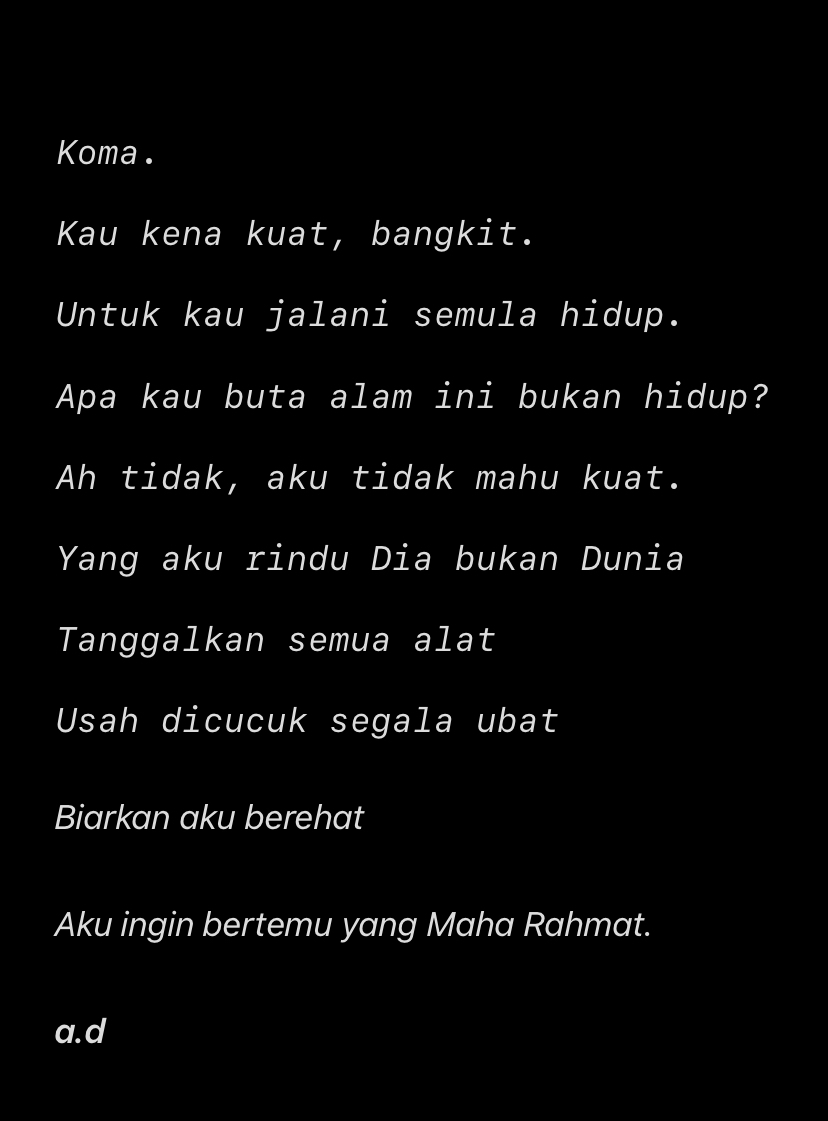 Koma.
Kau kena kuat, bangkit.
Untuk kau jalani semula hidup.
Apa kau buta alam ini bukan hidup?
Ah tidak, aku tidak mahu kuat.
Yang aku rindu Dia bukan Dunia
Tanggalkan semua alat
Usah dicucuk segala ubat
Biarkan aku berehat
Aku ingin bertemu yang Maha Rahmat.
a.d